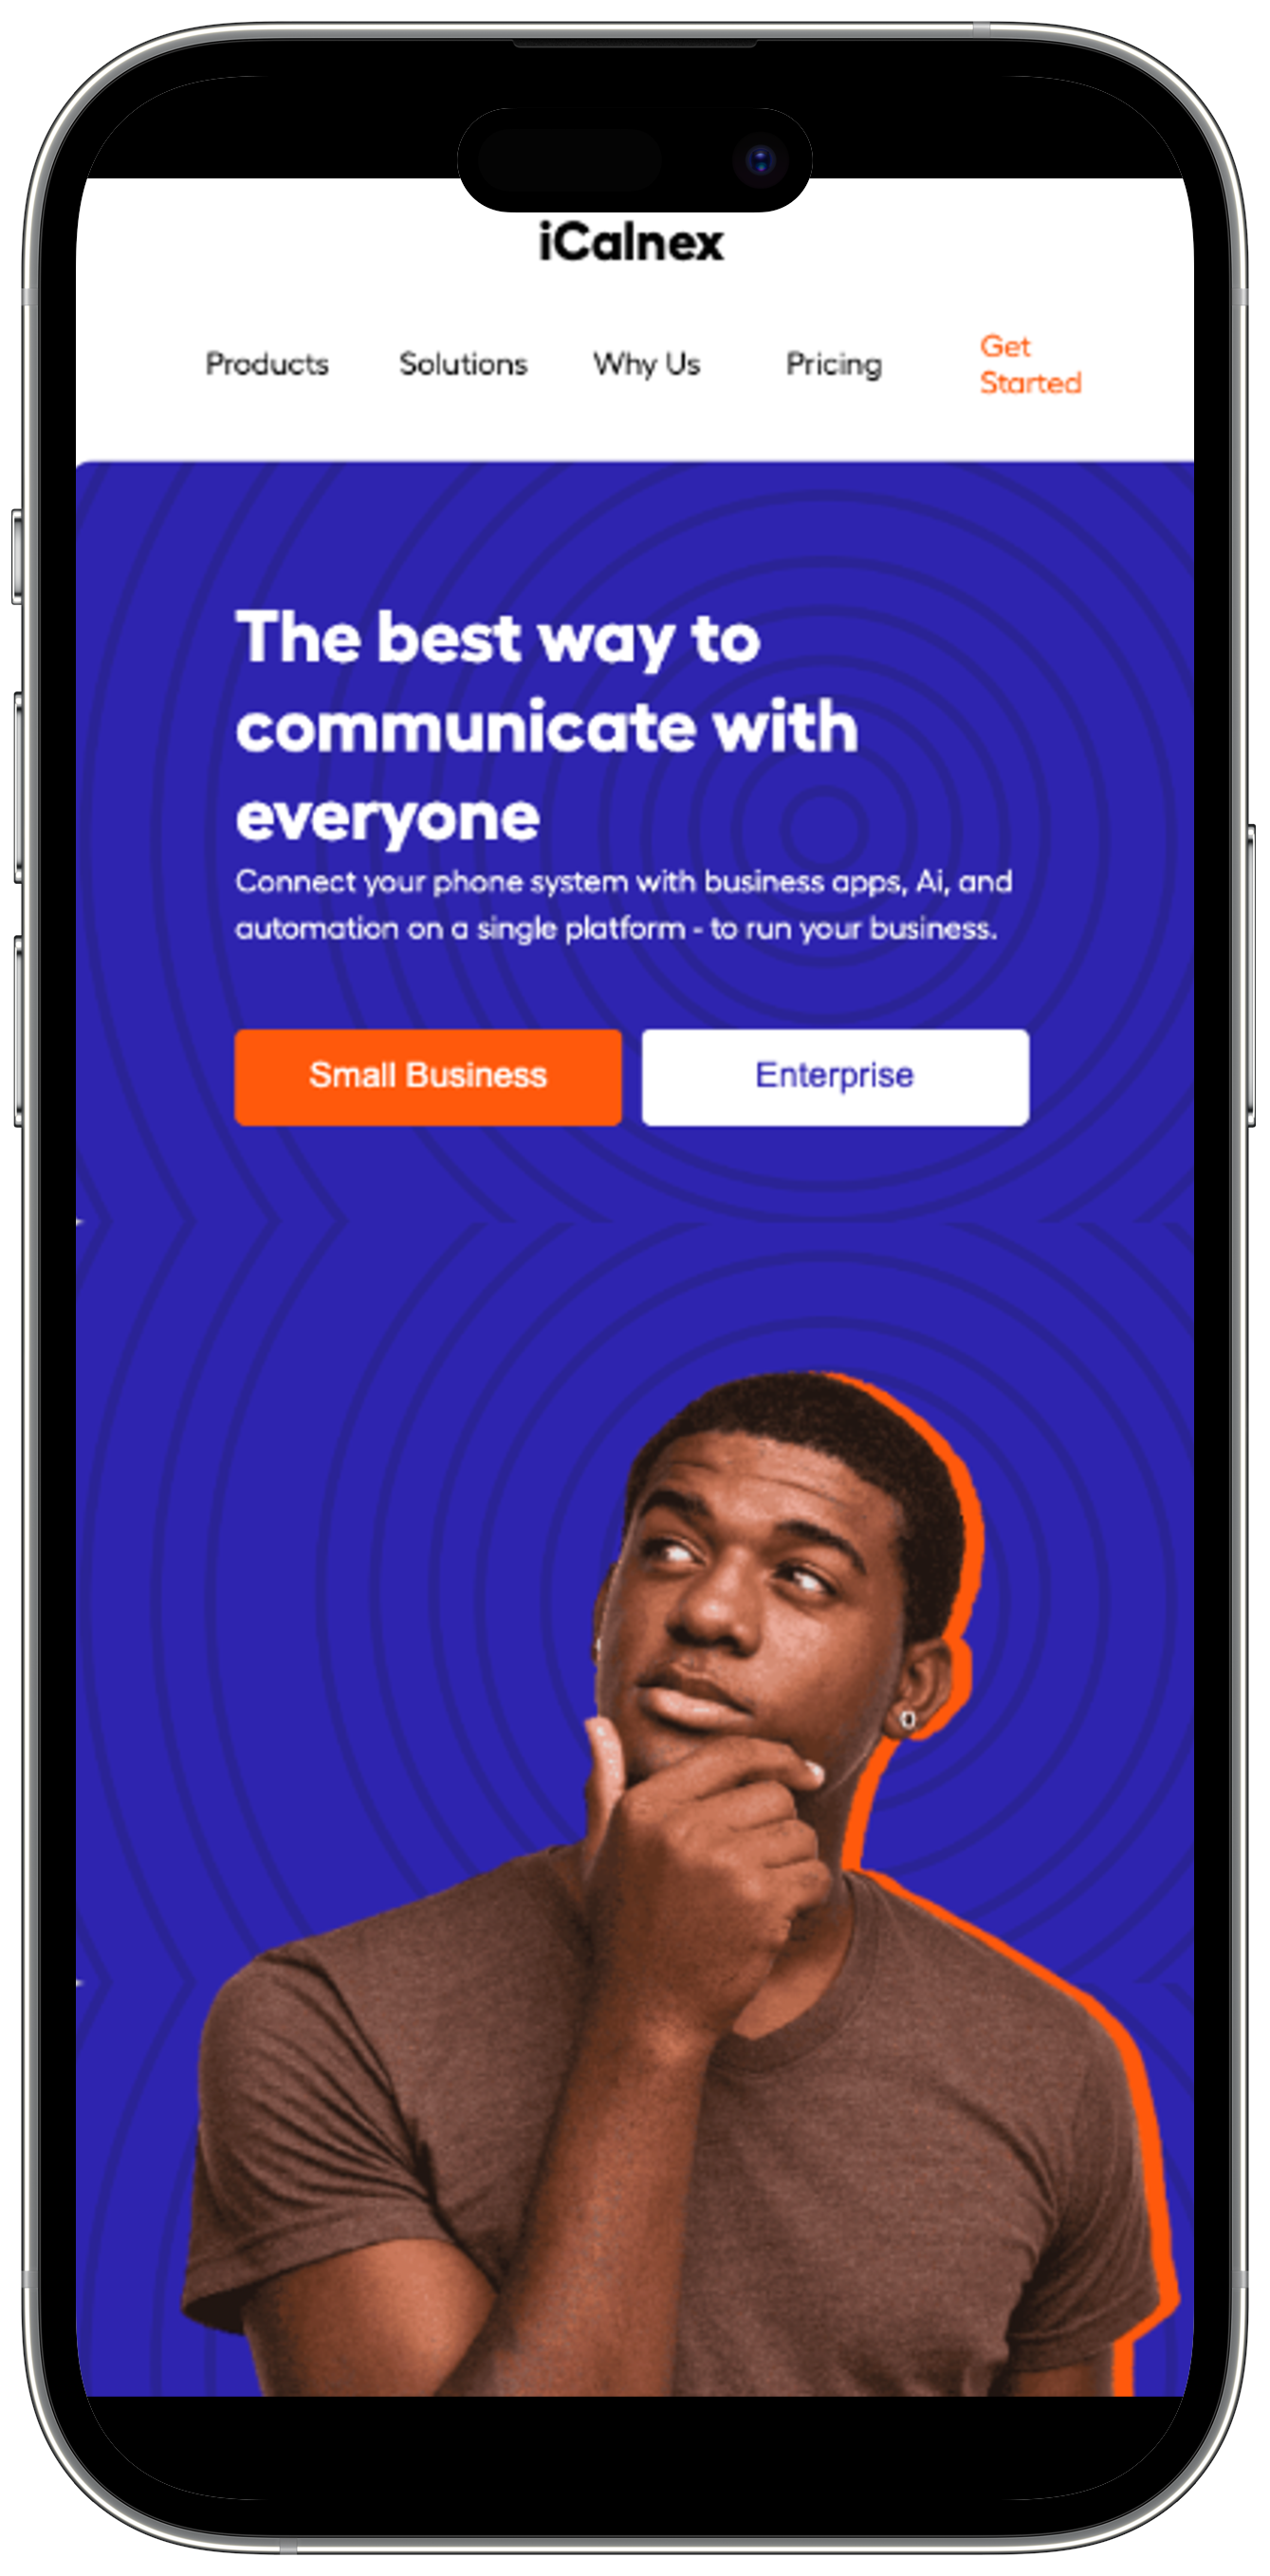 iCalnex
Products
Solutions
Why Us
Pricing
Get
Started
The best way to
communicate with
everyone
Connect your phone system with business apps, Ai, and
automation on a single platform - to run your business.
Small Business
Enterprise